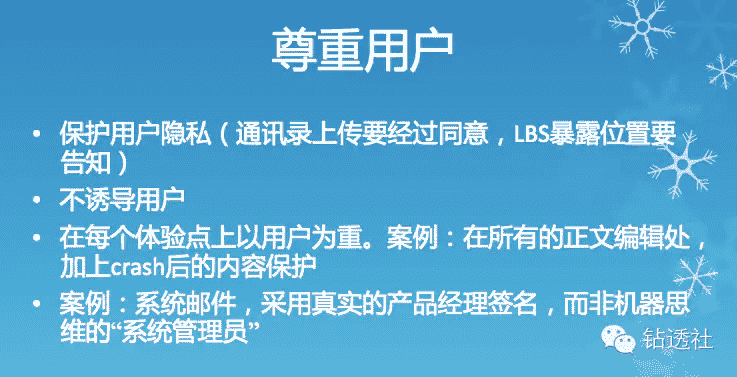 尊重用户
• 保护用户隐私（通讯录上传要经过同意，LBS暴露位置要
告知）
• 不诱导用户
• 在每个体验点上以用户为重。案例：在所有的正文编辑处，
加上crash后的内容保护
• 案例：系统邮件，采用真实的产品经理签名，而非机器思
维的“系统管理员”
钻透社